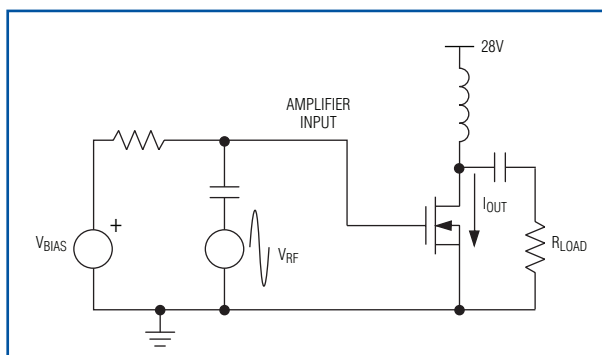 28V
AMPLIFIER
INPUT
IOUT
VBIAS
+
VRF
RLOAD